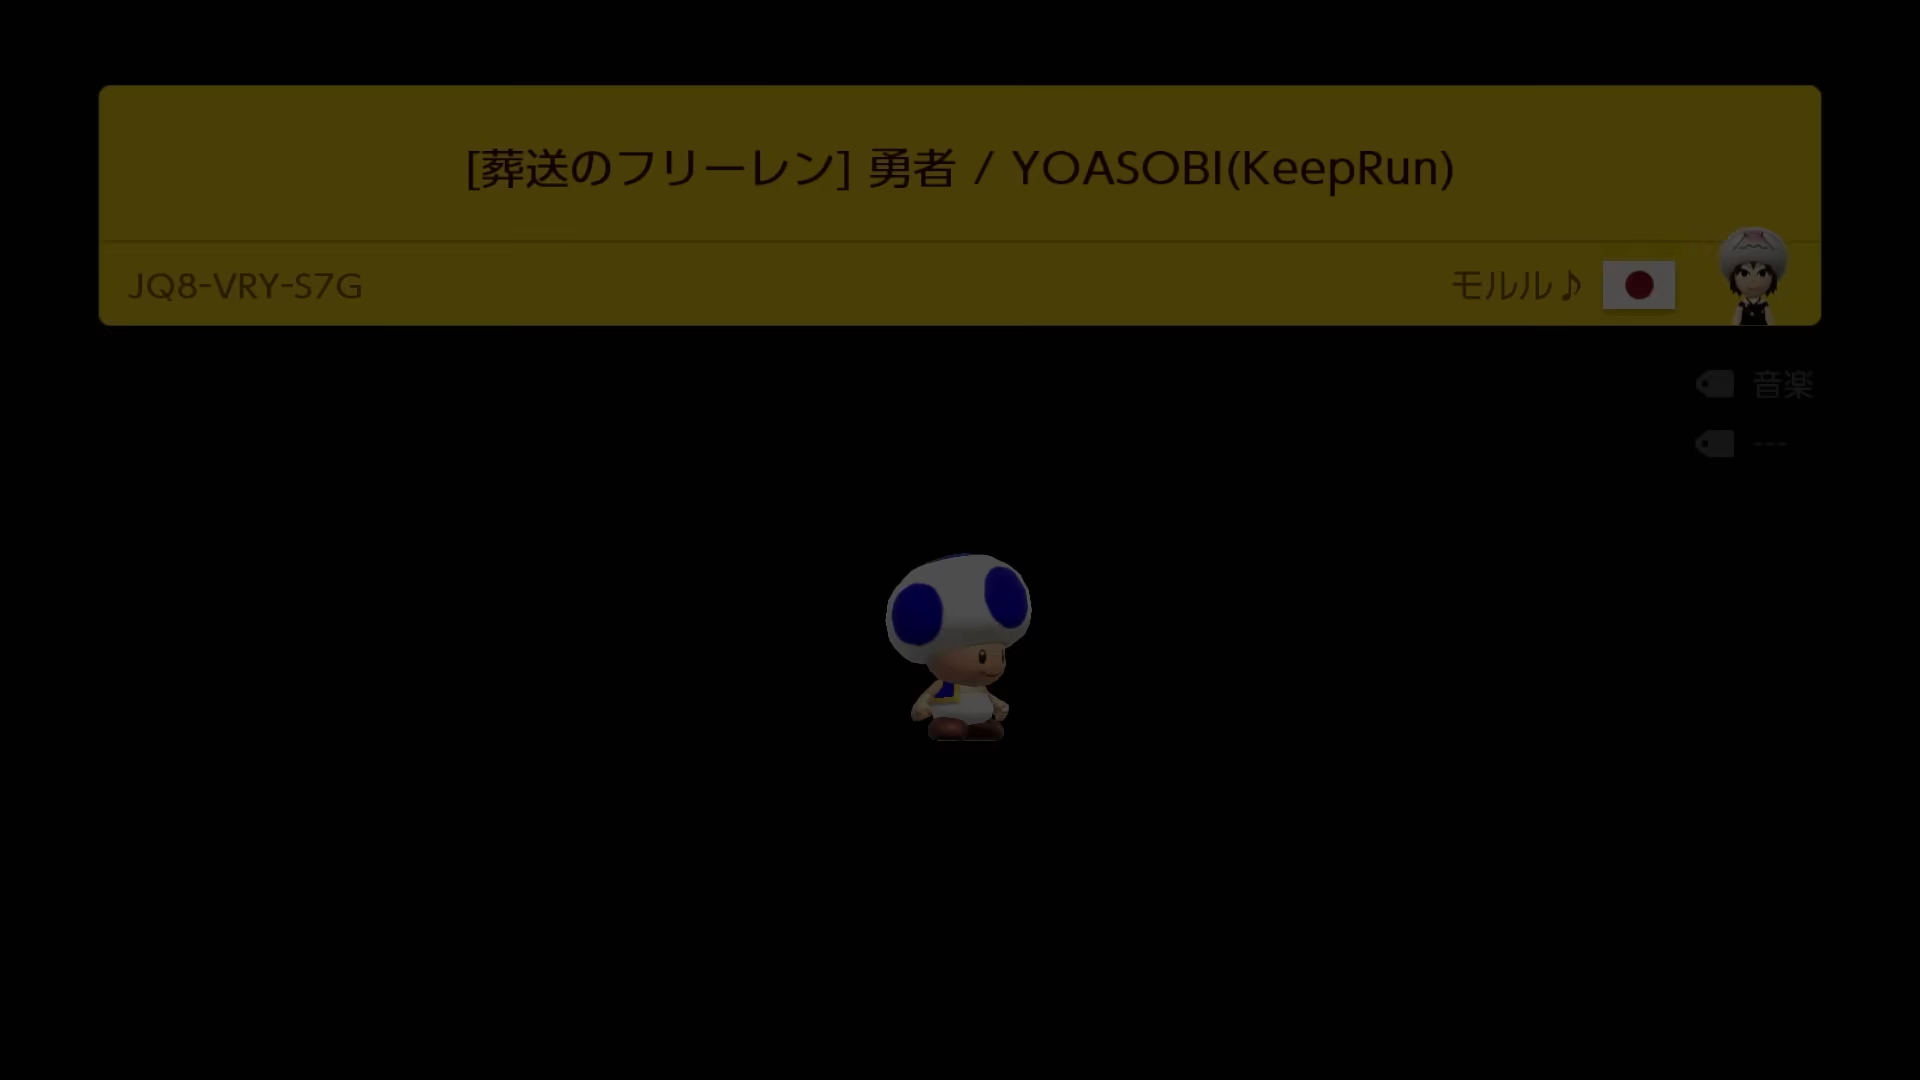 [葬送のフリーレン] 勇者 / YOASOBI(KeepRun)
JQ8-VRY-S7G
モルル♪
音楽
---